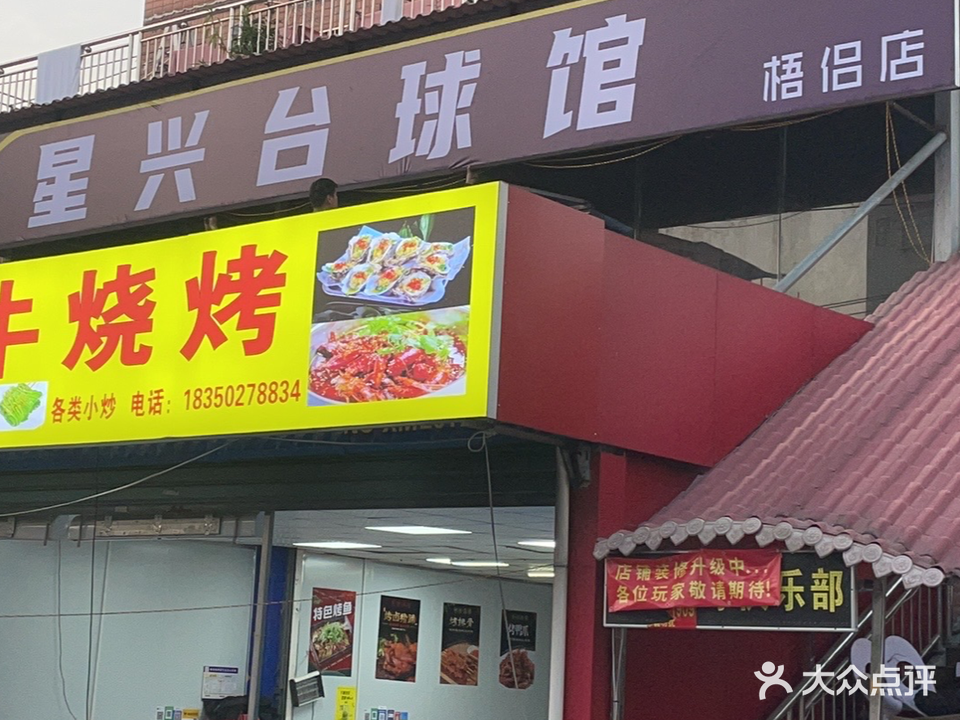 星兴台球馆 梧侣店
牛烧烤
各类小炒 电话：18350278834
特色烤鱼
店铺装修升级中...
各位玩家敬请期待!
乐部
大众点评